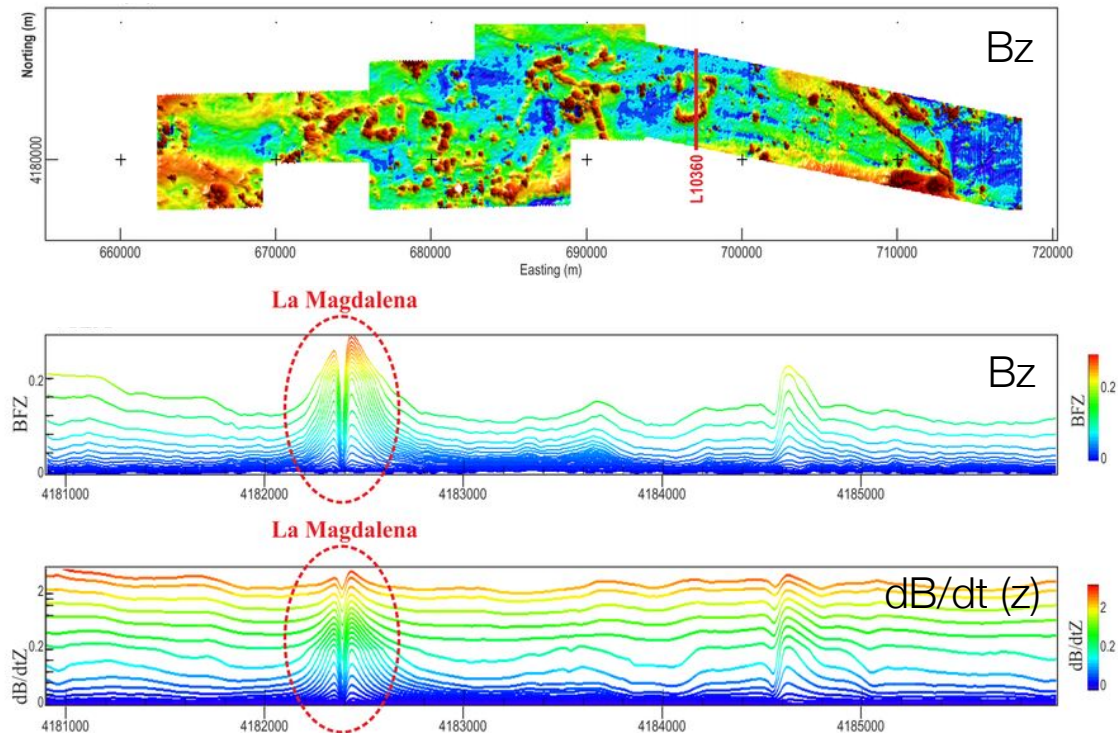 Bz
Norting (m)
4180000
L10360
660000 670000 680000 690000 700000 710000 720000
Easting (m)
La Magdalena
Bz
BFZ
0.2
0
0.2
0
BFZ
4181000 4182000 4183000 4184000 4185000
La Magdalena
dB/dt (z)
dB/dtZ
2
0.2
0
2
0.2
0
dB/dtZ
4181000 4182000 4183000 4184000 4185000